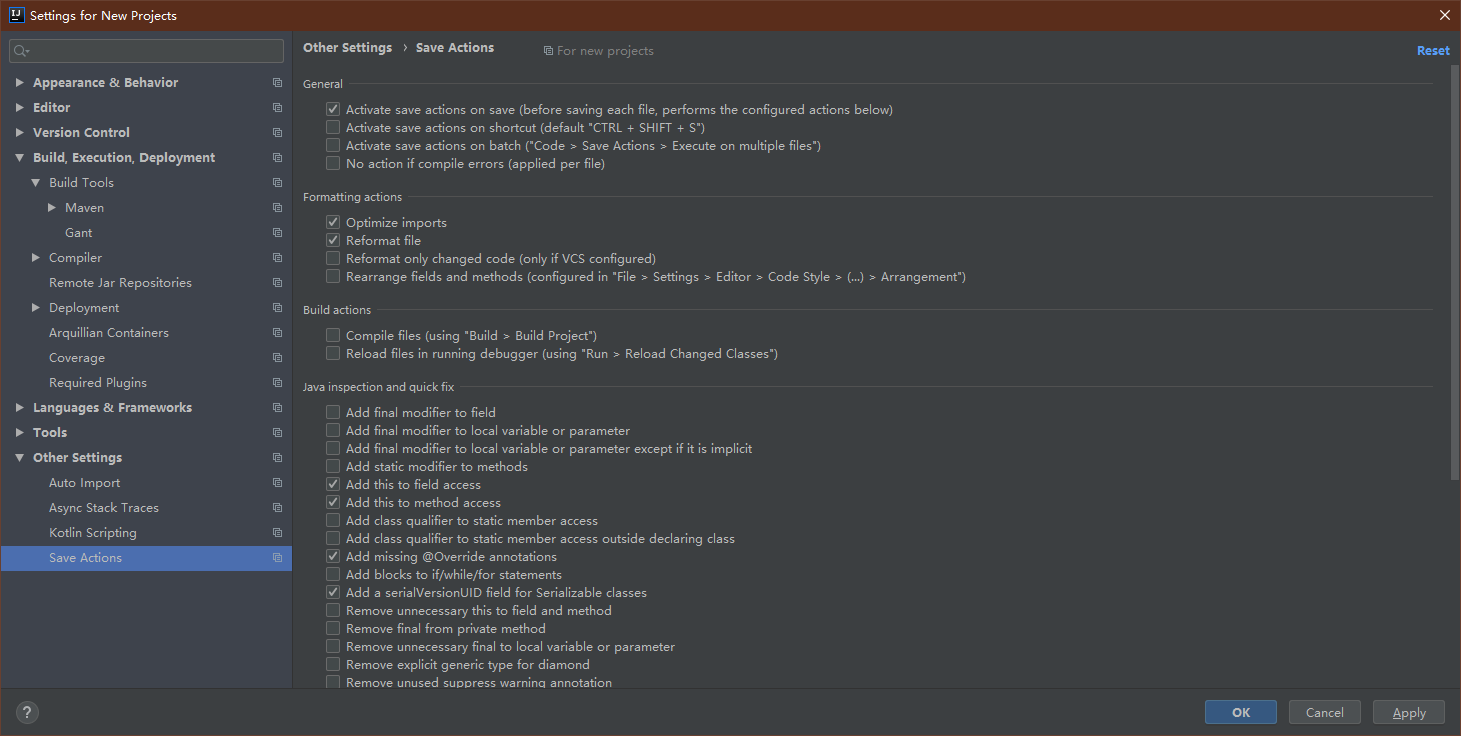 IJ Settings for New Projects
Appearance & Behavior
Editor
Version Control
Build, Execution, Deployment
Build Tools
Maven
Gant
Compiler
Remote Jar Repositories
Deployment
Arquillian Containers
Coverage
Required Plugins
Languages & Frameworks
Tools
Other Settings
Auto Import
Async Stack Traces
Kotlin Scripting
Save Actions
Other Settings › Save Actions For new projects Reset
General
Activate save actions on save (before saving each file, performs the configured actions below)
Activate save actions on shortcut (default "CTRL + SHIFT + S")
Activate save actions on batch ("Code > Save Actions > Execute on multiple files")
No action if compile errors (applied per file)
Formatting actions
Optimize imports
Reformat file
Reformat only changed code (only if VCS configured)
Rearrange fields and methods (configured in "File > Settings > Editor > Code Style > (...) > Arrangement")
Build actions
Compile files (using "Build > Build Project")
Reload files in running debugger (using "Run > Reload Changed Classes")
Java inspection and quick fix
Add final modifier to field
Add final modifier to local variable or parameter
Add final modifier to local variable or parameter except if it is implicit
Add static modifier to methods
Add this to field access
Add this to method access
Add class qualifier to static member access
Add class qualifier to static member access outside declaring class
Add missing @Override annotations
Add blocks to if/while/for statements
Add a serialVersionUID field for Serializable classes
Remove unnecessary this to field and method
Remove final from private method
Remove unnecessary final to local variable or parameter
Remove explicit generic type for diamond
Remove unused suppress warning annotation
? OK Cancel Apply